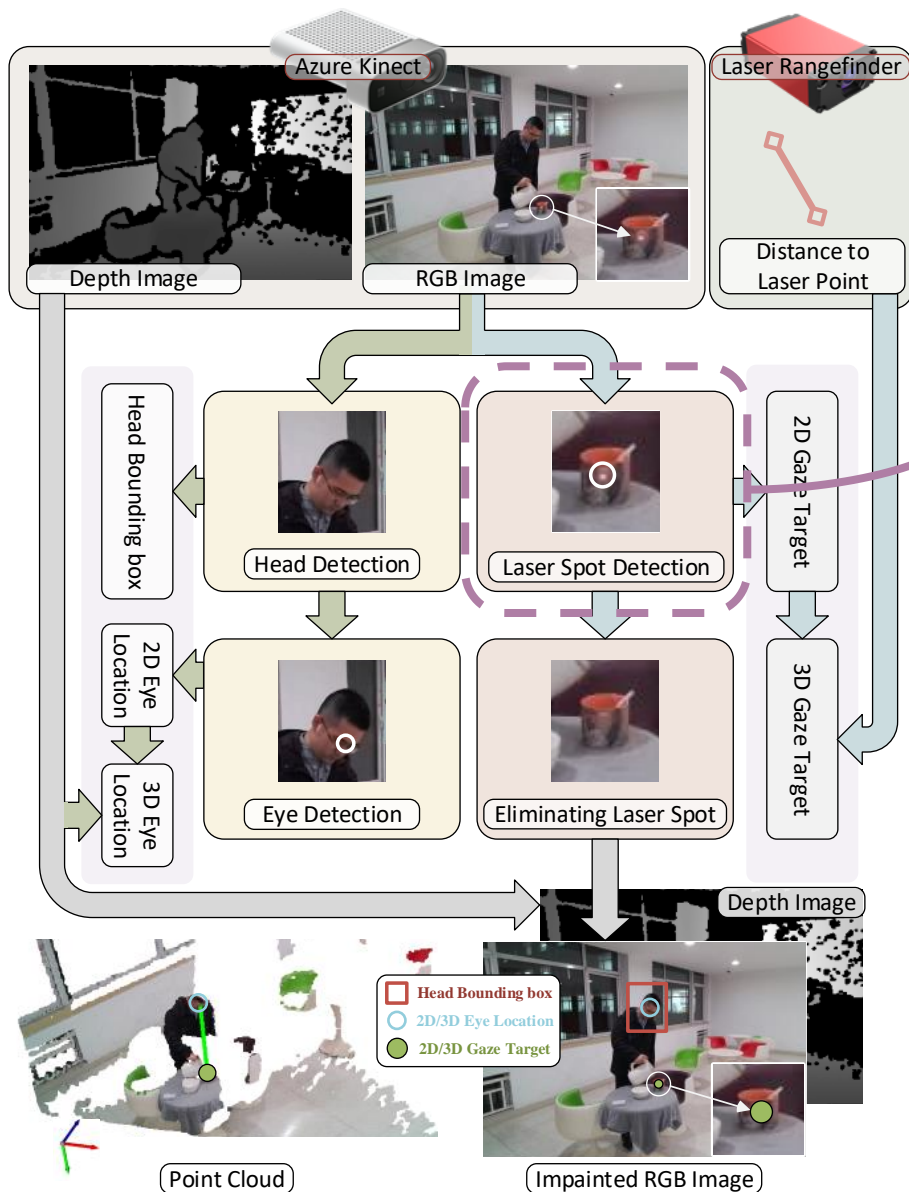 Azure Kinect
Laser Rangefinder
Depth Image
RGB Image
Distance to
Laser Point
Head Bounding box
Head Detection
Laser Spot Detection
2D Gaze Target
2D Eye
Location
3D Eye
Location
Eye Detection
Eliminating Laser Spot
3D Gaze Target
Depth Image
Head Bounding box
2D/3D Eye Location
2D/3D Gaze Target
Point Cloud
Impainted RGB Image